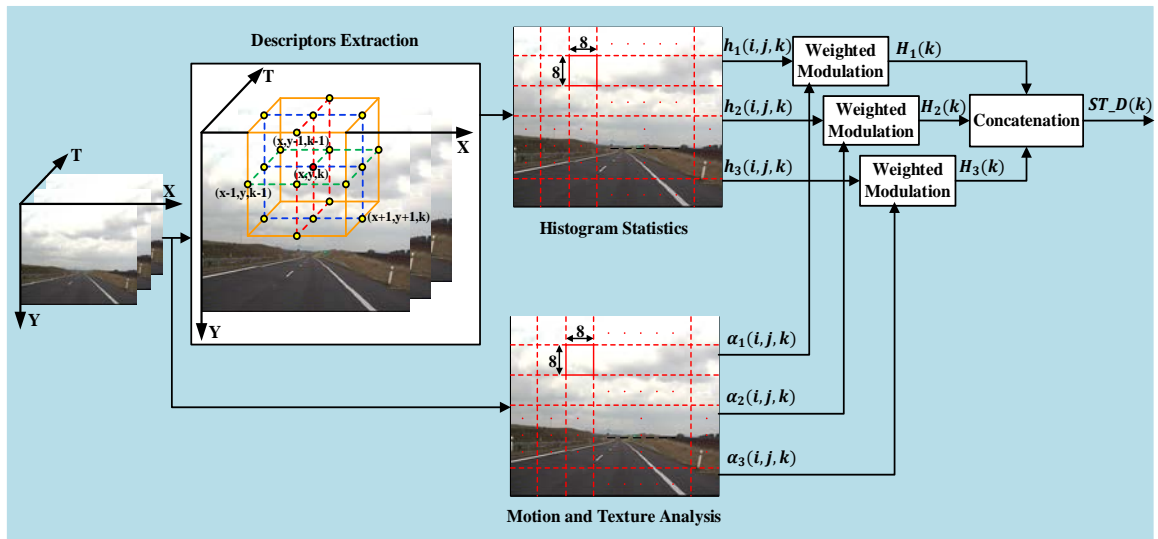 Descriptors Extraction
T
X
(x,y-1,k-1)
(x,y,k)
(x-1,y,k-1)
(x+1,y+1,k)
Y
T
X
Y
8
8
Histogram Statistics
h₁(i, j, k)
h₂(i, j, k)
h₃(i, j, k)
Weighted
Modulation
H₁(k)
Weighted
Modulation
H₂(k)
Weighted
Modulation
H₃(k)
Concatenation
ST_D(k)
8
8
α₁(i, j, k)
α₂(i, j, k)
α₃(i, j, k)
Motion and Texture Analysis